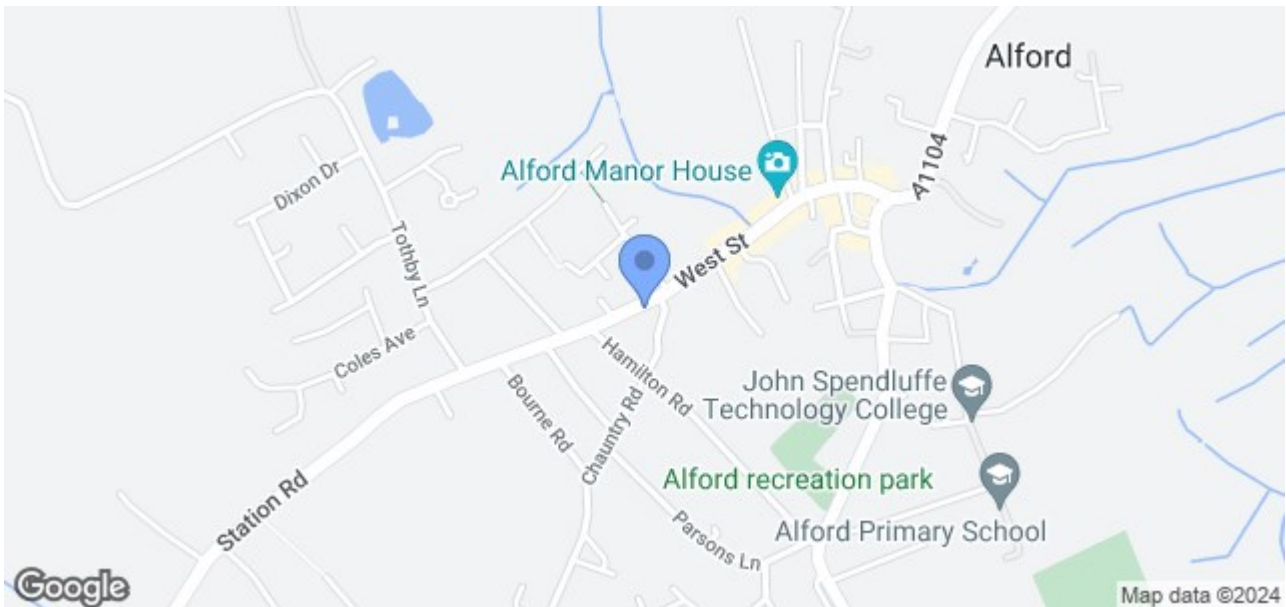 Alford
A1104
Alford Manor House
Dixon Dr
Tothby Ln
West St
Coles Ave
Hamilton Rd
Bourne Rd
Chauntry Rd
John Spendluffe
Technology College
Alford recreation park
Station Rd
Parsons Ln
Alford Primary School
Google
Map data ©2024